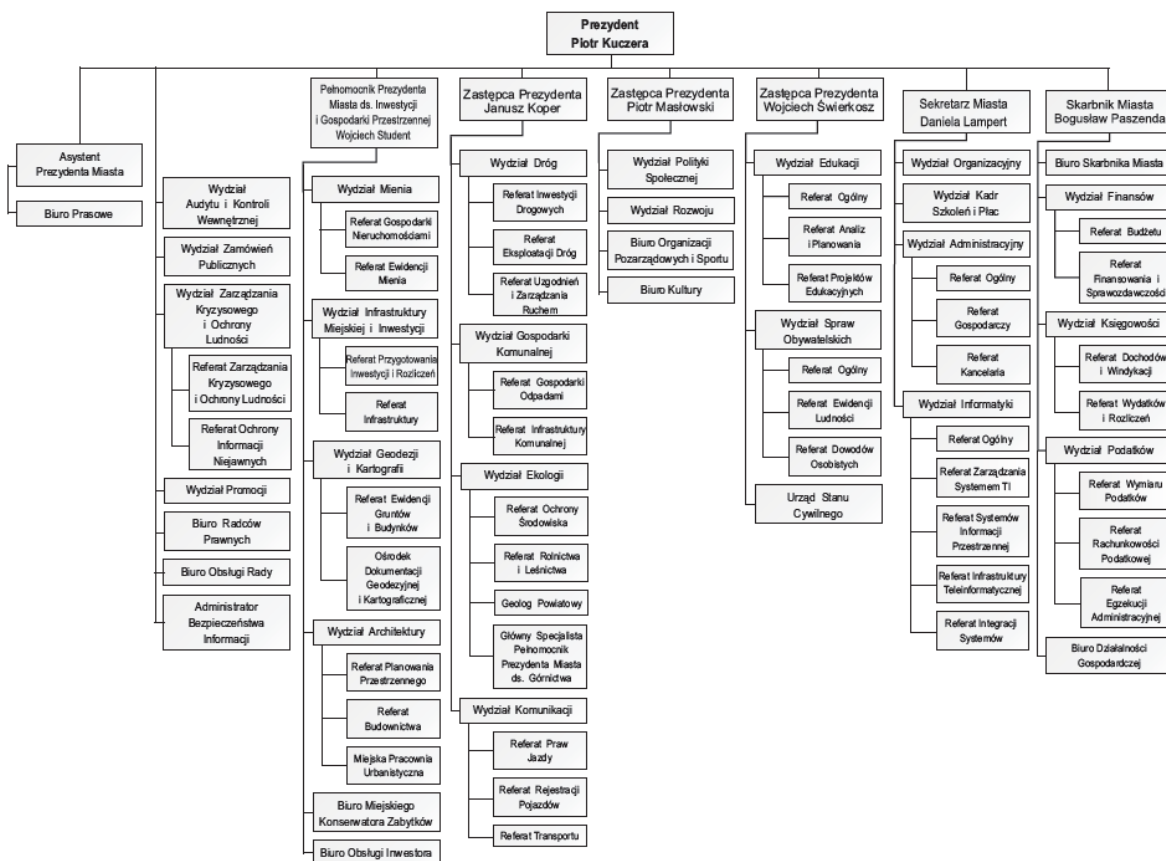 Prezydent
Piotr Kuczera
Asystent
Prezydenta Miasta
Biuro Prasowe
Wydział
Audytu i Kontroli
Wewnętrznej
Wydział Zamówień
Publicznych
Wydział Zarządzania
Kryzysowego
i Ochrony
Ludności
Referat Zarządzania
Kryzysowego
i Ochrony Ludności
Referat Ochrony
Informacji
Niejawnych
Wydział Promocji
Biuro Radców
Prawnych
Biuro Obsługi Rady
Administrator
Bezpieczeństwa
Informacji
Pełnomocnik Prezydenta
Miasta ds. Inwestycji
i Gospodarki Przestrzennej
Wojciech Student
Wydział Mienia
Referat Gospodarki
Nieruchomościami
Referat Ewidencji
Mienia
Wydział Infrastruktury
Miejskiej i Inwestycji
Referat Przygotowania
Inwestycji i Rozliczeń
Referat
Infrastruktury
Wydział Geodezji
i Kartografii
Referat Ewidencji
Gruntów
i Budynków
Ośrodek
Dokumentacji
Geodezyjnej
i Kartograficznej
Wydział Architektury
Referat Planowania
Przestrzennego
Referat
Budownictwa
Miejska Pracownia
Urbanistyczna
Biuro Miejskiego
Konserwatora Zabytków
Biuro Obsługi Inwestora
Zastępca Prezydenta
Janusz Koper
Wydział Dróg
Referat Inwestycji
Drogowych
Referat
Eksploatacji Dróg
Referat Uzgodnień
i Zarządzania
Ruchem
Wydział Gospodarki
Komunalnej
Referat Gospodarki
Odpadami
Referat Infrastruktury
Komunalnej
Wydział Ekologii
Referat Ochrony
Środowiska
Referat Rolnictwa
i Leśnictwa
Geolog Powiatowy
Główny Specjalista
Pełnomocnik
Prezydenta Miasta
ds. Górnictwa
Wydział Komunikacji
Referat Praw
Jazdy
Referat Rejestracji
Pojazdów
Referat Transportu
Zastępca Prezydenta
Piotr Masłowski
Wydział Polityki
Społecznej
Wydział Rozwoju
Biuro Organizacji
Pozarządowych i Sportu
Biuro Kultury
Zastępca Prezydenta
Wojciech Świerkosz
Wydział Edukacji
Referat Ogólny
Referat Analiz
i Planowania
Referat Projektów
Edukacyjnych
Wydział Spraw
Obywatelskich
Referat Ogólny
Referat Ewidencji
Ludności
Referat Dowodów
Osobistych
Urząd Stanu
Cywilnego
Sekretarz Miasta
Daniela Lampert
Wydział Organizacyjny
Wydział Kadr
Szkoleń i Płac
Wydział Administracyjny
Referat Ogólny
Referat
Gospodarczy
Referat
Kancelaria
Wydział Informatyki
Referat Ogólny
Referat Zarządzania
Systemem TI
Referat Systemów
Informacji
Przestrzennej
Referat Infrastruktury
Teleinformatycznej
Referat Integracji
Systemów
Skarbnik Miasta
Bogusław Paszenda
Biuro Skarbnika Miasta
Wydział Finansów
Referat Budżetu
Referat
Finansowania i
Sprawozdawczości
Wydział Księgowości
Referat Dochodów
i Windykacji
Referat Wydatków
i Rozliczeń
Wydział Podatków
Referat Wymiaru
Podatków
Referat
Rachunkowości
Podatkowej
Referat
Egzekucji
Administracyjnej
Biuro Działalności
Gospodarczej